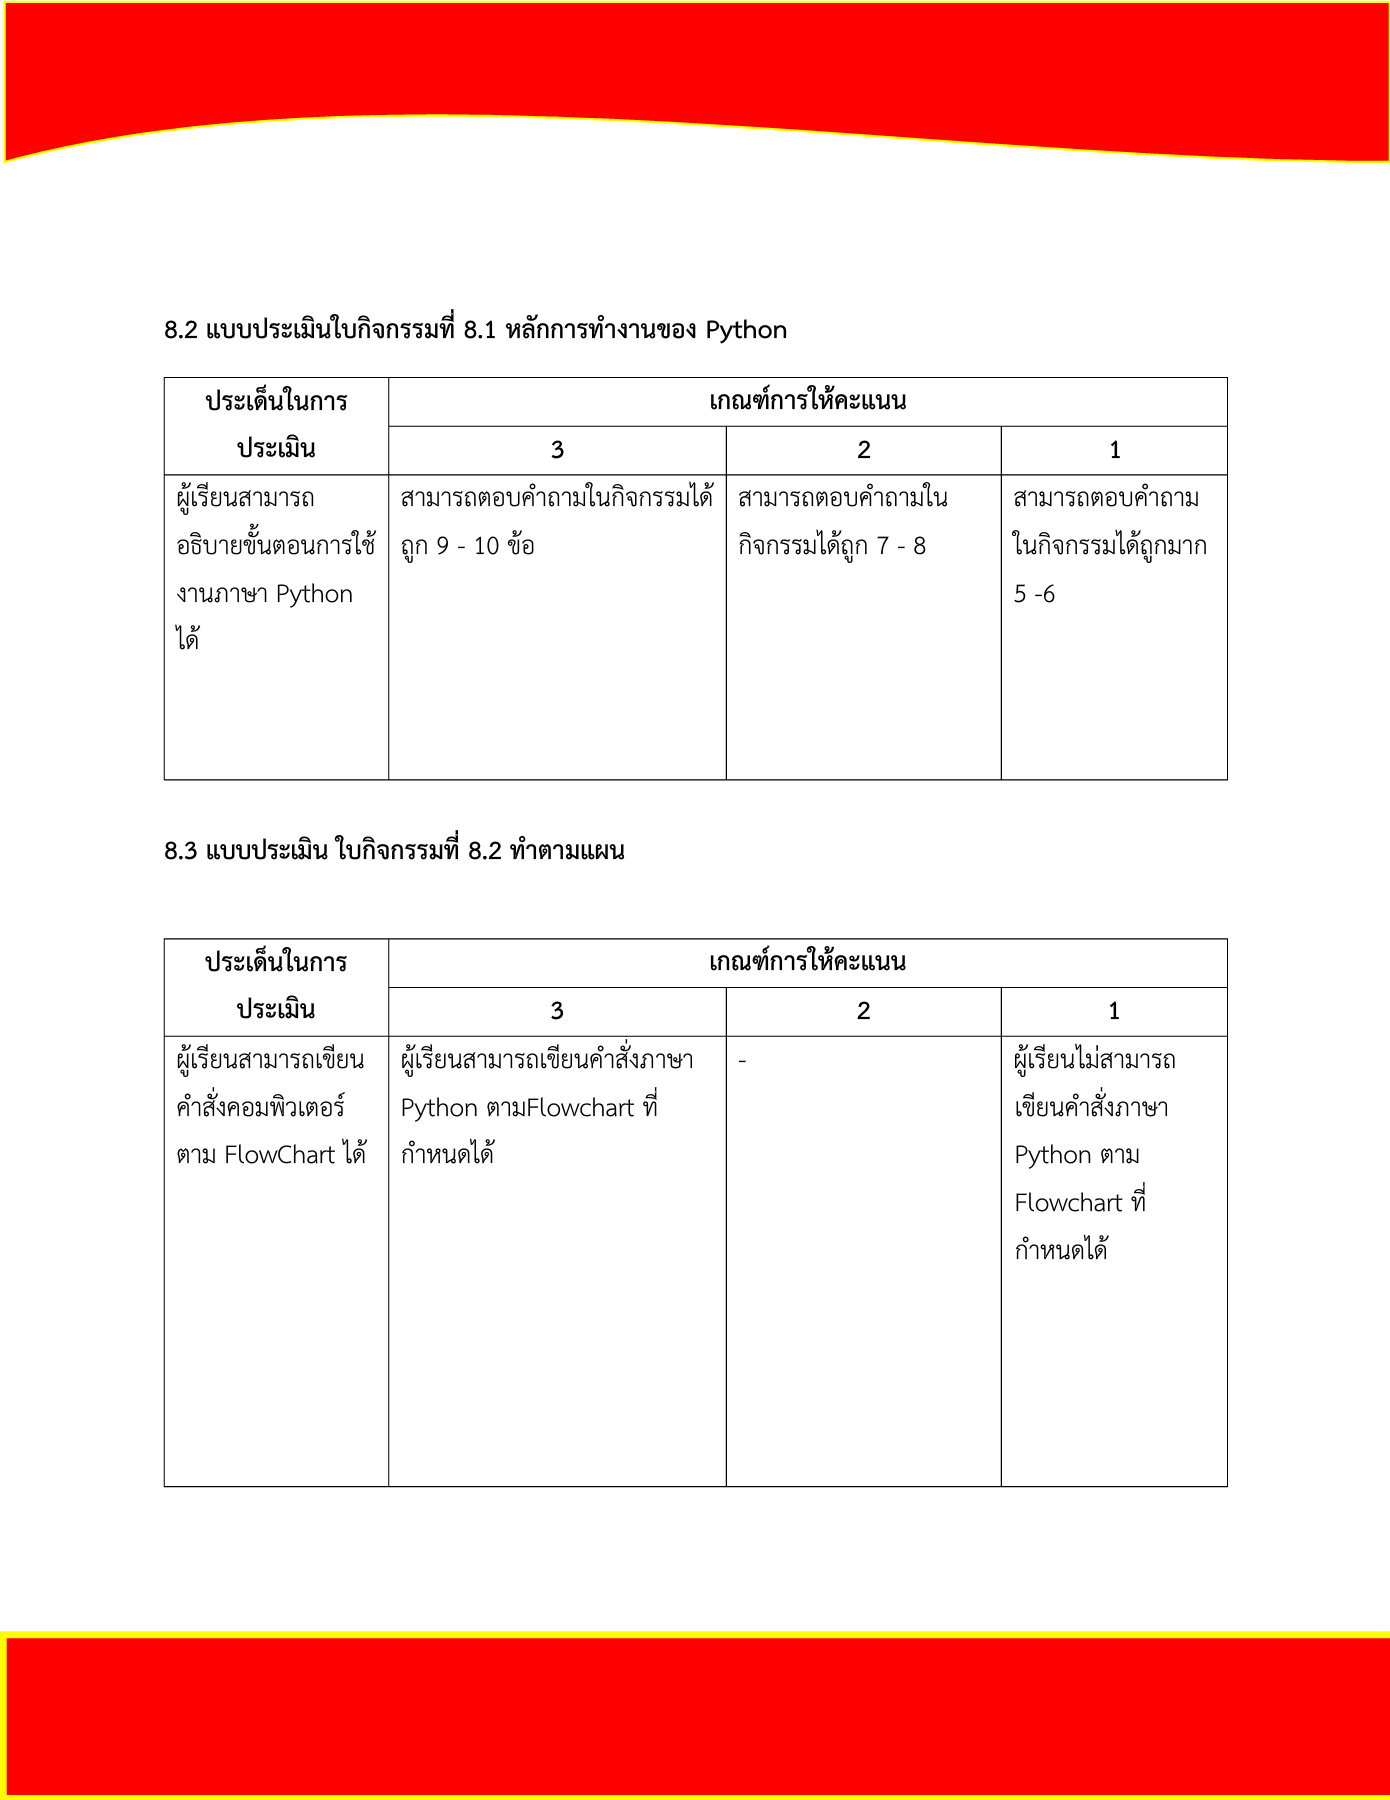 8.2 แบบประเมินใบกิจกรรมที่ 8.1 หลักการทำงานของ Python
ประเด็นในการ
ประเมิน
เกณฑ์การให้คะแนน
3
2
1
ผู้เรียนสามารถ
อธิบายขั้นตอนการใช้
งานภาษา Python
ได้
สามารถตอบคำถามในกิจกรรมได้
ถูก 9 - 10 ข้อ
สามารถตอบคำถามใน
กิจกรรมได้ถูก 7 - 8
สามารถตอบคำถาม
ในกิจกรรมได้ถูกมาก
5 -6
8.3 แบบประเมิน ใบกิจกรรมที่ 8.2 ทำตามแผน
ประเด็นในการ
ประเมิน
เกณฑ์การให้คะแนน
3
2
1
ผู้เรียนสามารถเขียน
คำสั่งคอมพิวเตอร์
ตาม FlowChart ได้
ผู้เรียนสามารถเขียนคำสั่งภาษา
Python ตามFlowchart ที่
กำหนดได้
-
ผู้เรียนไม่สามารถ
เขียนคำสั่งภาษา
Python ตาม
Flowchart ที่
กำหนดได้